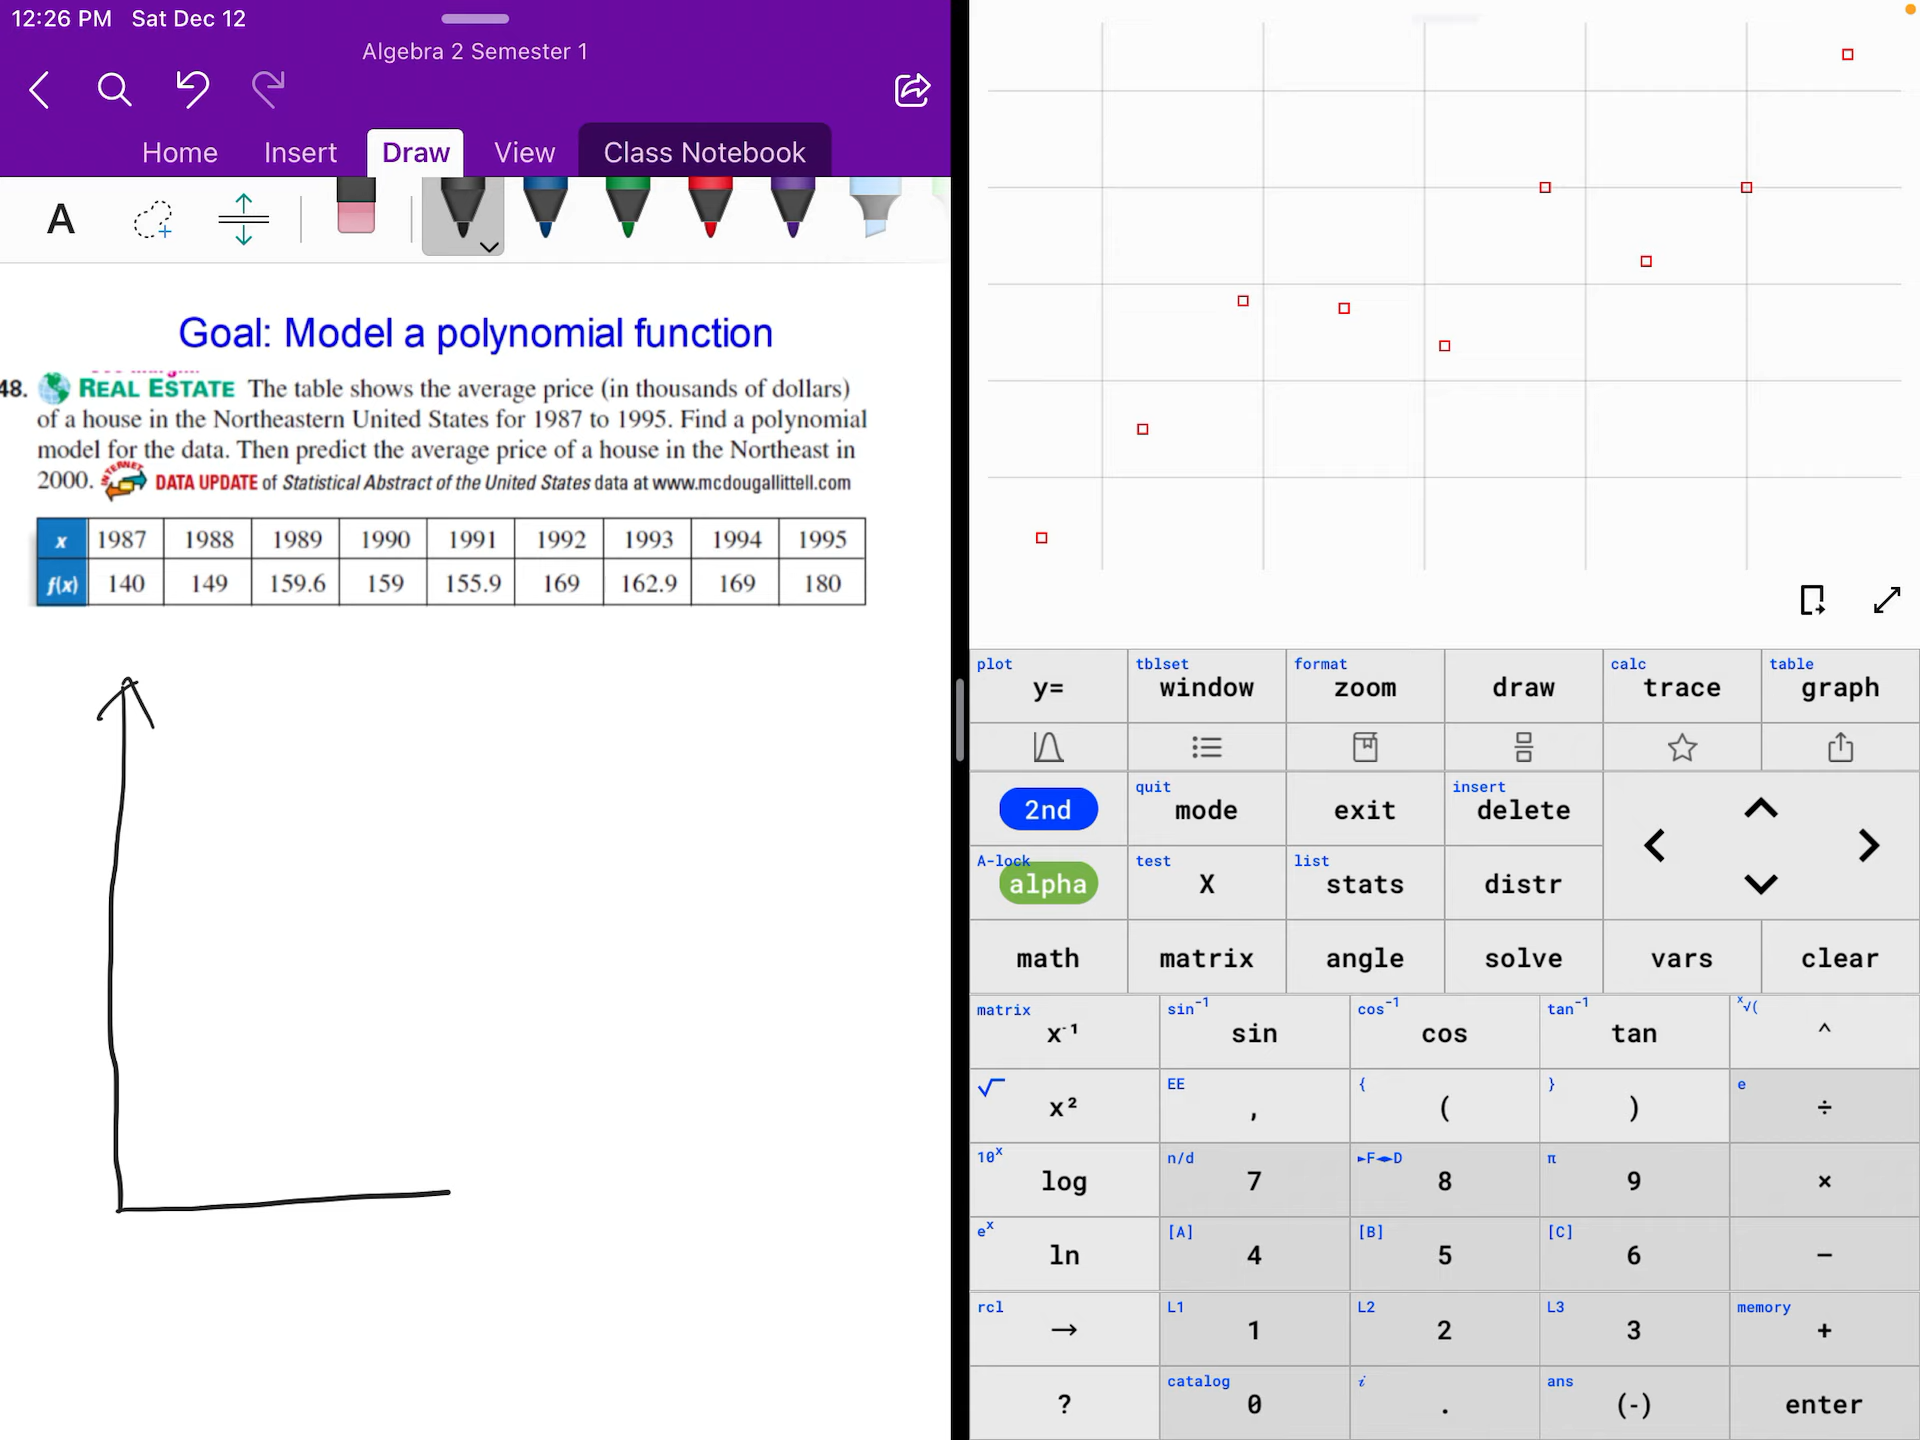 12:26 PM Sat Dec 12
Algebra 2 Semester 1
Home Insert Draw View Class Notebook
A
Goal: Model a polynomial function
48. REAL ESTATE The table shows the average price (in thousands of dollars)
of a house in the Northeastern United States for 1987 to 1995. Find a polynomial
model for the data. Then predict the average price of a house in the Northeast in
2000. INTERNET DATA UPDATE of Statistical Abstract of the United States data at www.mcdougallittell.com
x 1987 1988 1989 1990 1991 1992 1993 1994 1995
f(x) 140 149 159.6 159 155.9 169 162.9 169 180
plot tblset format calc table
y= window zoom draw trace graph
quit insert
2nd mode exit delete
A-lock test list
alpha X stats distr
math matrix angle solve vars clear
matrix sin⁻¹ cos⁻¹ tan⁻¹ ˣ√(
x⁻¹ sin cos tan ^
√ EE { } e
x² , ( ) ÷
10ˣ n/d ►F◄►D π
log 7 8 9 ×
eˣ [A] [B] [C]
ln 4 5 6 −
rcl L1 L2 L3 memory
→ 1 2 3 +
catalog i ans
? 0 . (-) enter